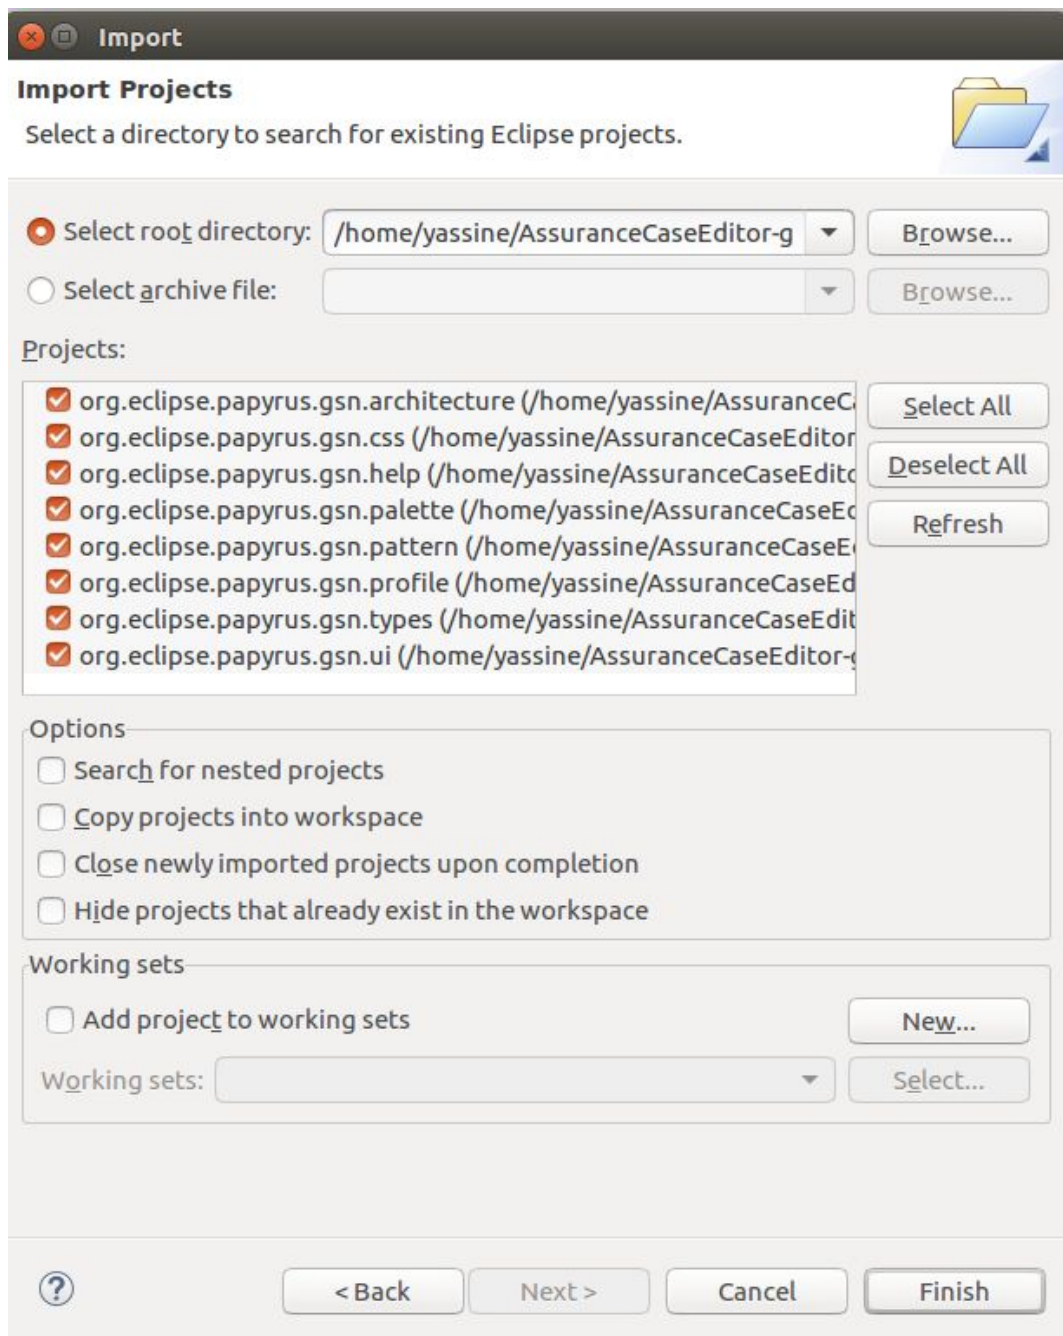 Import
Import Projects
Select a directory to search for existing Eclipse projects.
Select root directory: /home/yassine/AssuranceCaseEditor-g Browse...
Select archive file: Browse...
Projects:
org.eclipse.papyrus.gsn.architecture (/home/yassine/AssuranceCa
org.eclipse.papyrus.gsn.css (/home/yassine/AssuranceCaseEditor
org.eclipse.papyrus.gsn.help (/home/yassine/AssuranceCaseEdito
org.eclipse.papyrus.gsn.palette (/home/yassine/AssuranceCaseEd
org.eclipse.papyrus.gsn.pattern (/home/yassine/AssuranceCaseE
org.eclipse.papyrus.gsn.profile (/home/yassine/AssuranceCaseEd
org.eclipse.papyrus.gsn.types (/home/yassine/AssuranceCaseEdit
org.eclipse.papyrus.gsn.ui (/home/yassine/AssuranceCaseEditor-g
Select All
Deselect All
Refresh
Options
Search for nested projects
Copy projects into workspace
Close newly imported projects upon completion
Hide projects that already exist in the workspace
Working sets
Add project to working sets New...
Working sets: Select...
? < Back Next > Cancel Finish